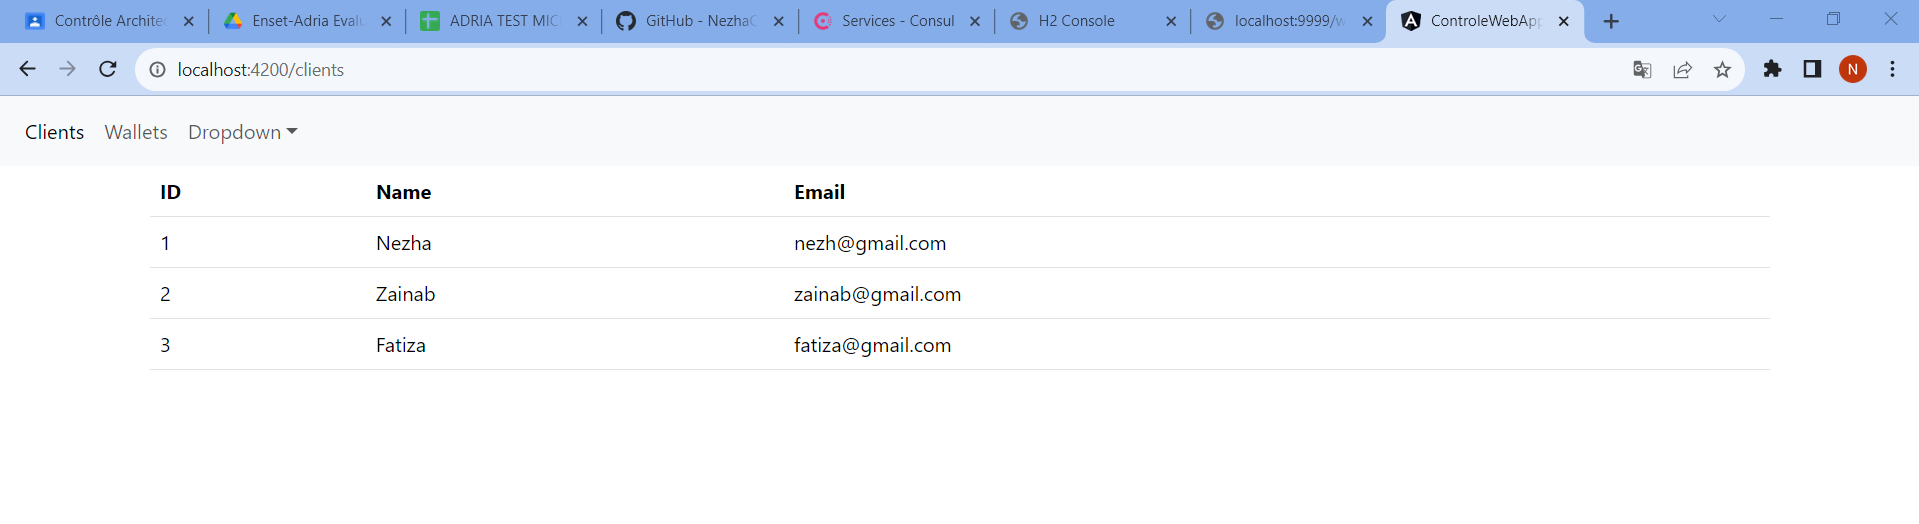 Contrôle Architec Enset-Adria Evalu ADRIA TEST MIC GitHub - NezhaC Services - Consul H2 Console localhost:9999/w ControleWebApp
localhost:4200/clients N
Clients Wallets Dropdown
ID Name Email
1 Nezha nezh@gmail.com
2 Zainab zainab@gmail.com
3 Fatiza fatiza@gmail.com